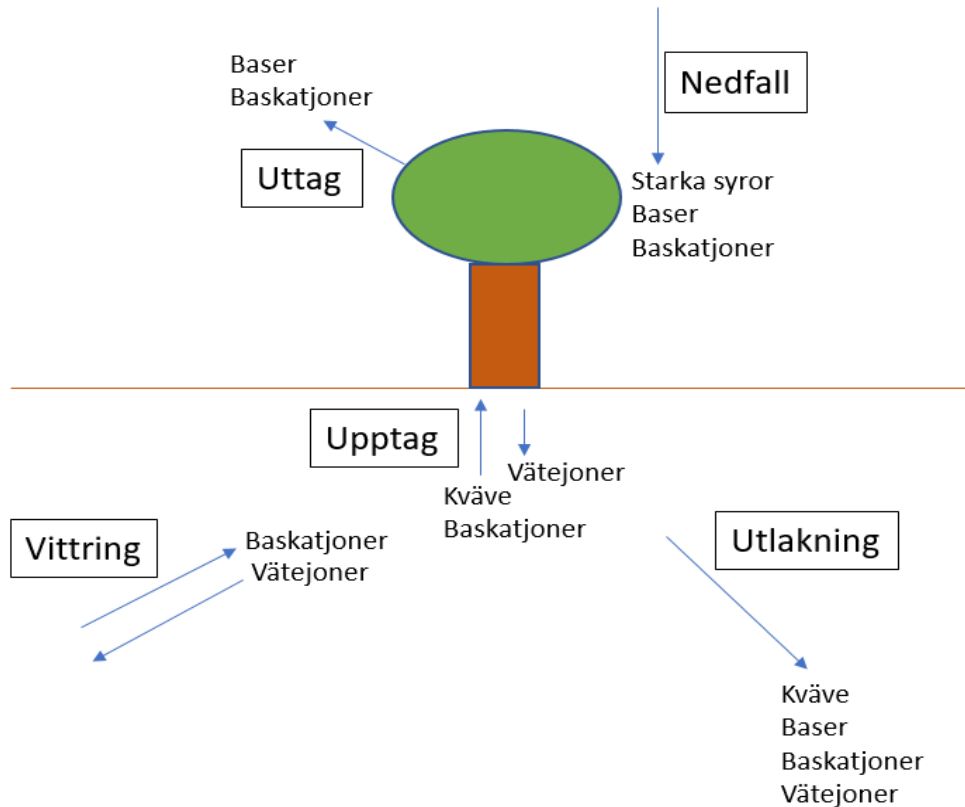 Baser
Baskatjoner
Nedfall
Uttag
Starka syror
Baser
Baskatjoner
Upptag
Vätejoner
Kväve
Baskatjoner
Vittring
Baskatjoner
Vätejoner
Utlakning
Kväve
Baser
Baskatjoner
Vätejoner